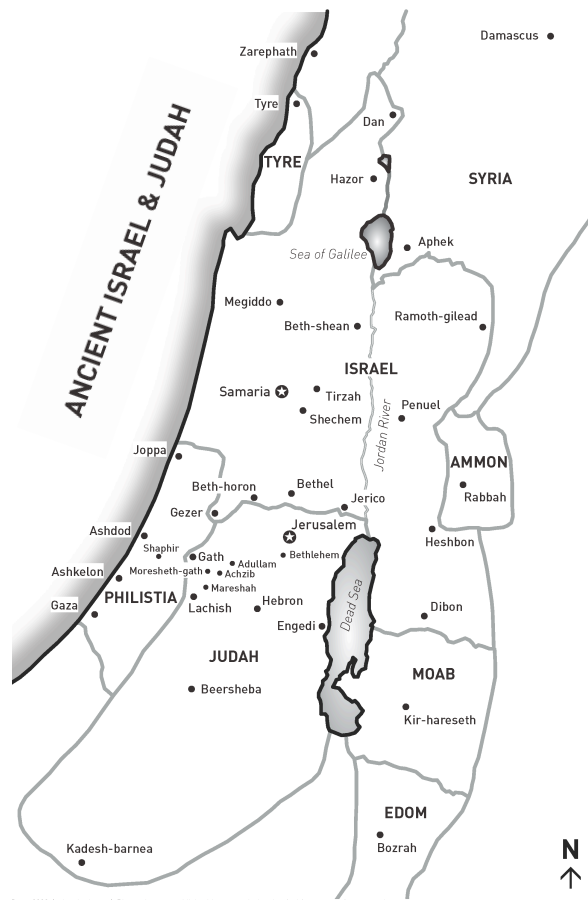 Damascus
Zarephath
Tyre
Dan
TYRE
Hazor
SYRIA
ANCIENT ISRAEL & JUDAH
Aphek
Sea of Galilee
Megiddo
Ramoth-gilead
Beth-shean
ISRAEL
Samaria
Tirzah
Penuel
Shechem
Jordan River
Joppa
AMMON
Bethel
Beth-horon
Rabbah
Jerico
Gezer
Jerusalem
Ashdod
Heshbon
Shaphir
Gath
Bethlehem
Adullam
Ashkelon
Moresheth-gath
Achzib
Mareshah
PHILISTIA
Gaza
Lachish
Hebron
Dead Sea
Dibon
Engedi
JUDAH
MOAB
Beersheba
Kir-hareseth
EDOM
Kadesh-barnea
Bozrah
N